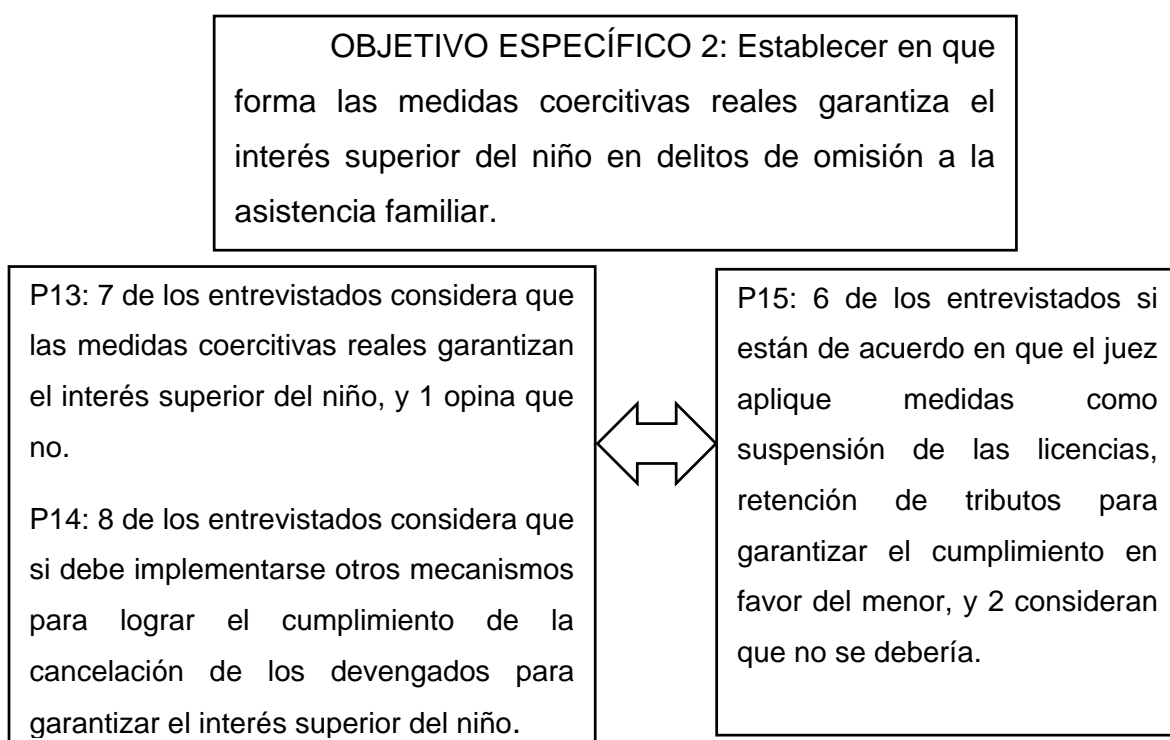 OBJETIVO ESPECÍFICO 2: Establecer en que
forma las medidas coercitivas reales garantiza el
interés superior del niño en delitos de omisión a la
asistencia familiar.
P13: 7 de los entrevistados considera que
las medidas coercitivas reales garantizan
el interés superior del niño, y 1 opina que
no.
P14: 8 de los entrevistados considera que
si debe implementarse otros mecanismos
para lograr el cumplimiento de la
cancelación de los devengados para
garantizar el interés superior del niño.
P15: 6 de los entrevistados si
están de acuerdo en que el juez
aplique medidas como
suspensión de las licencias,
retención de tributos para
garantizar el cumplimiento en
favor del menor, y 2 consideran
que no se debería.